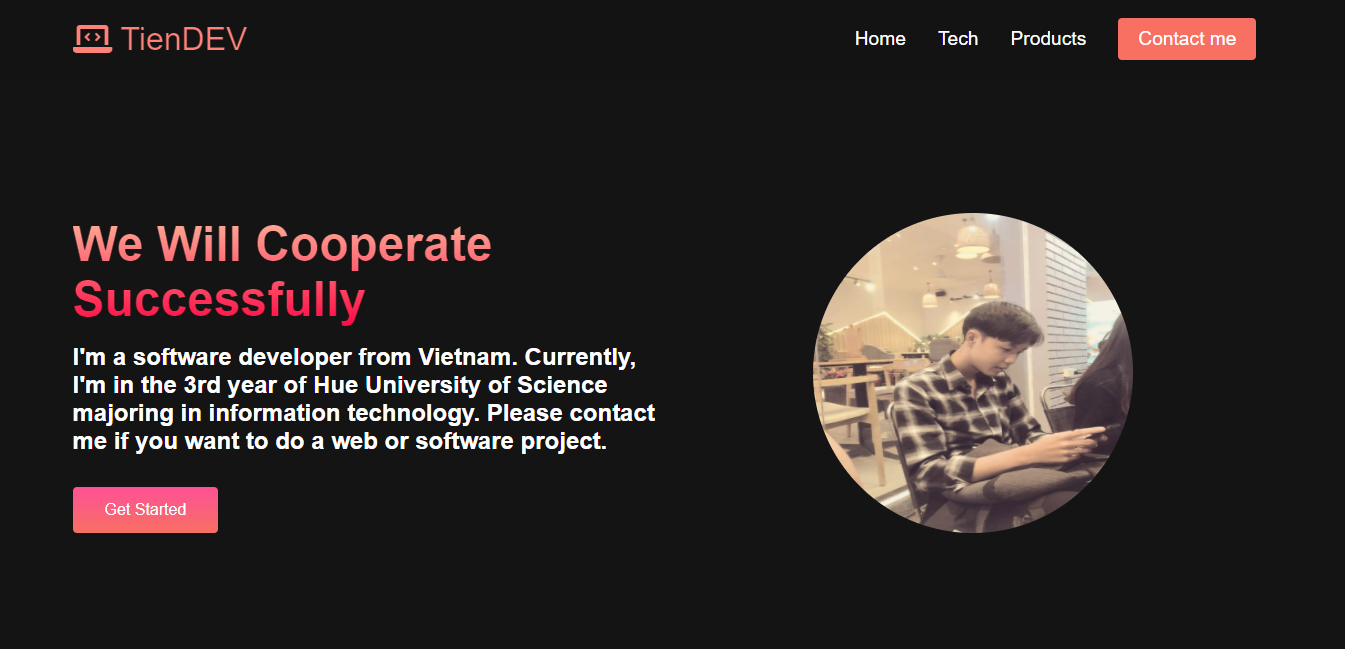 TienDEV
Home Tech Products Contact me
We Will Cooperate
Successfully
I'm a software developer from Vietnam. Currently,
I'm in the 3rd year of Hue University of Science
majoring in information technology. Please contact
me if you want to do a web or software project.
Get Started